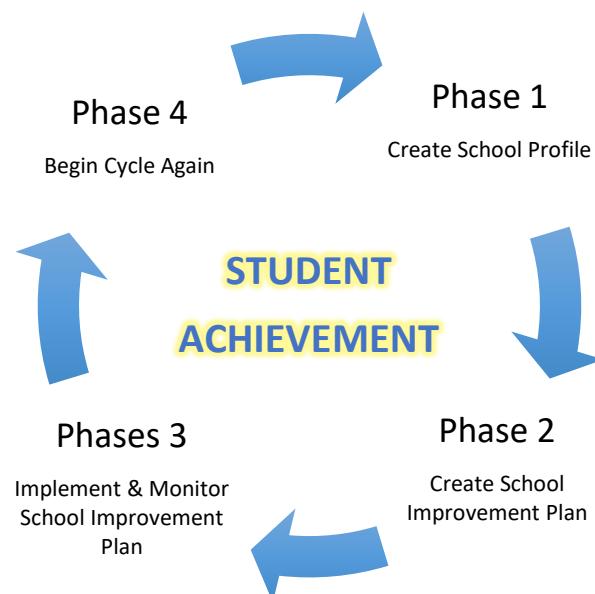 Phase 4
Begin Cycle Again
Phase 1
Create School Profile
STUDENT
ACHIEVEMENT
Phases 3
Implement & Monitor
School Improvement
Plan
Phase 2
Create School
Improvement Plan